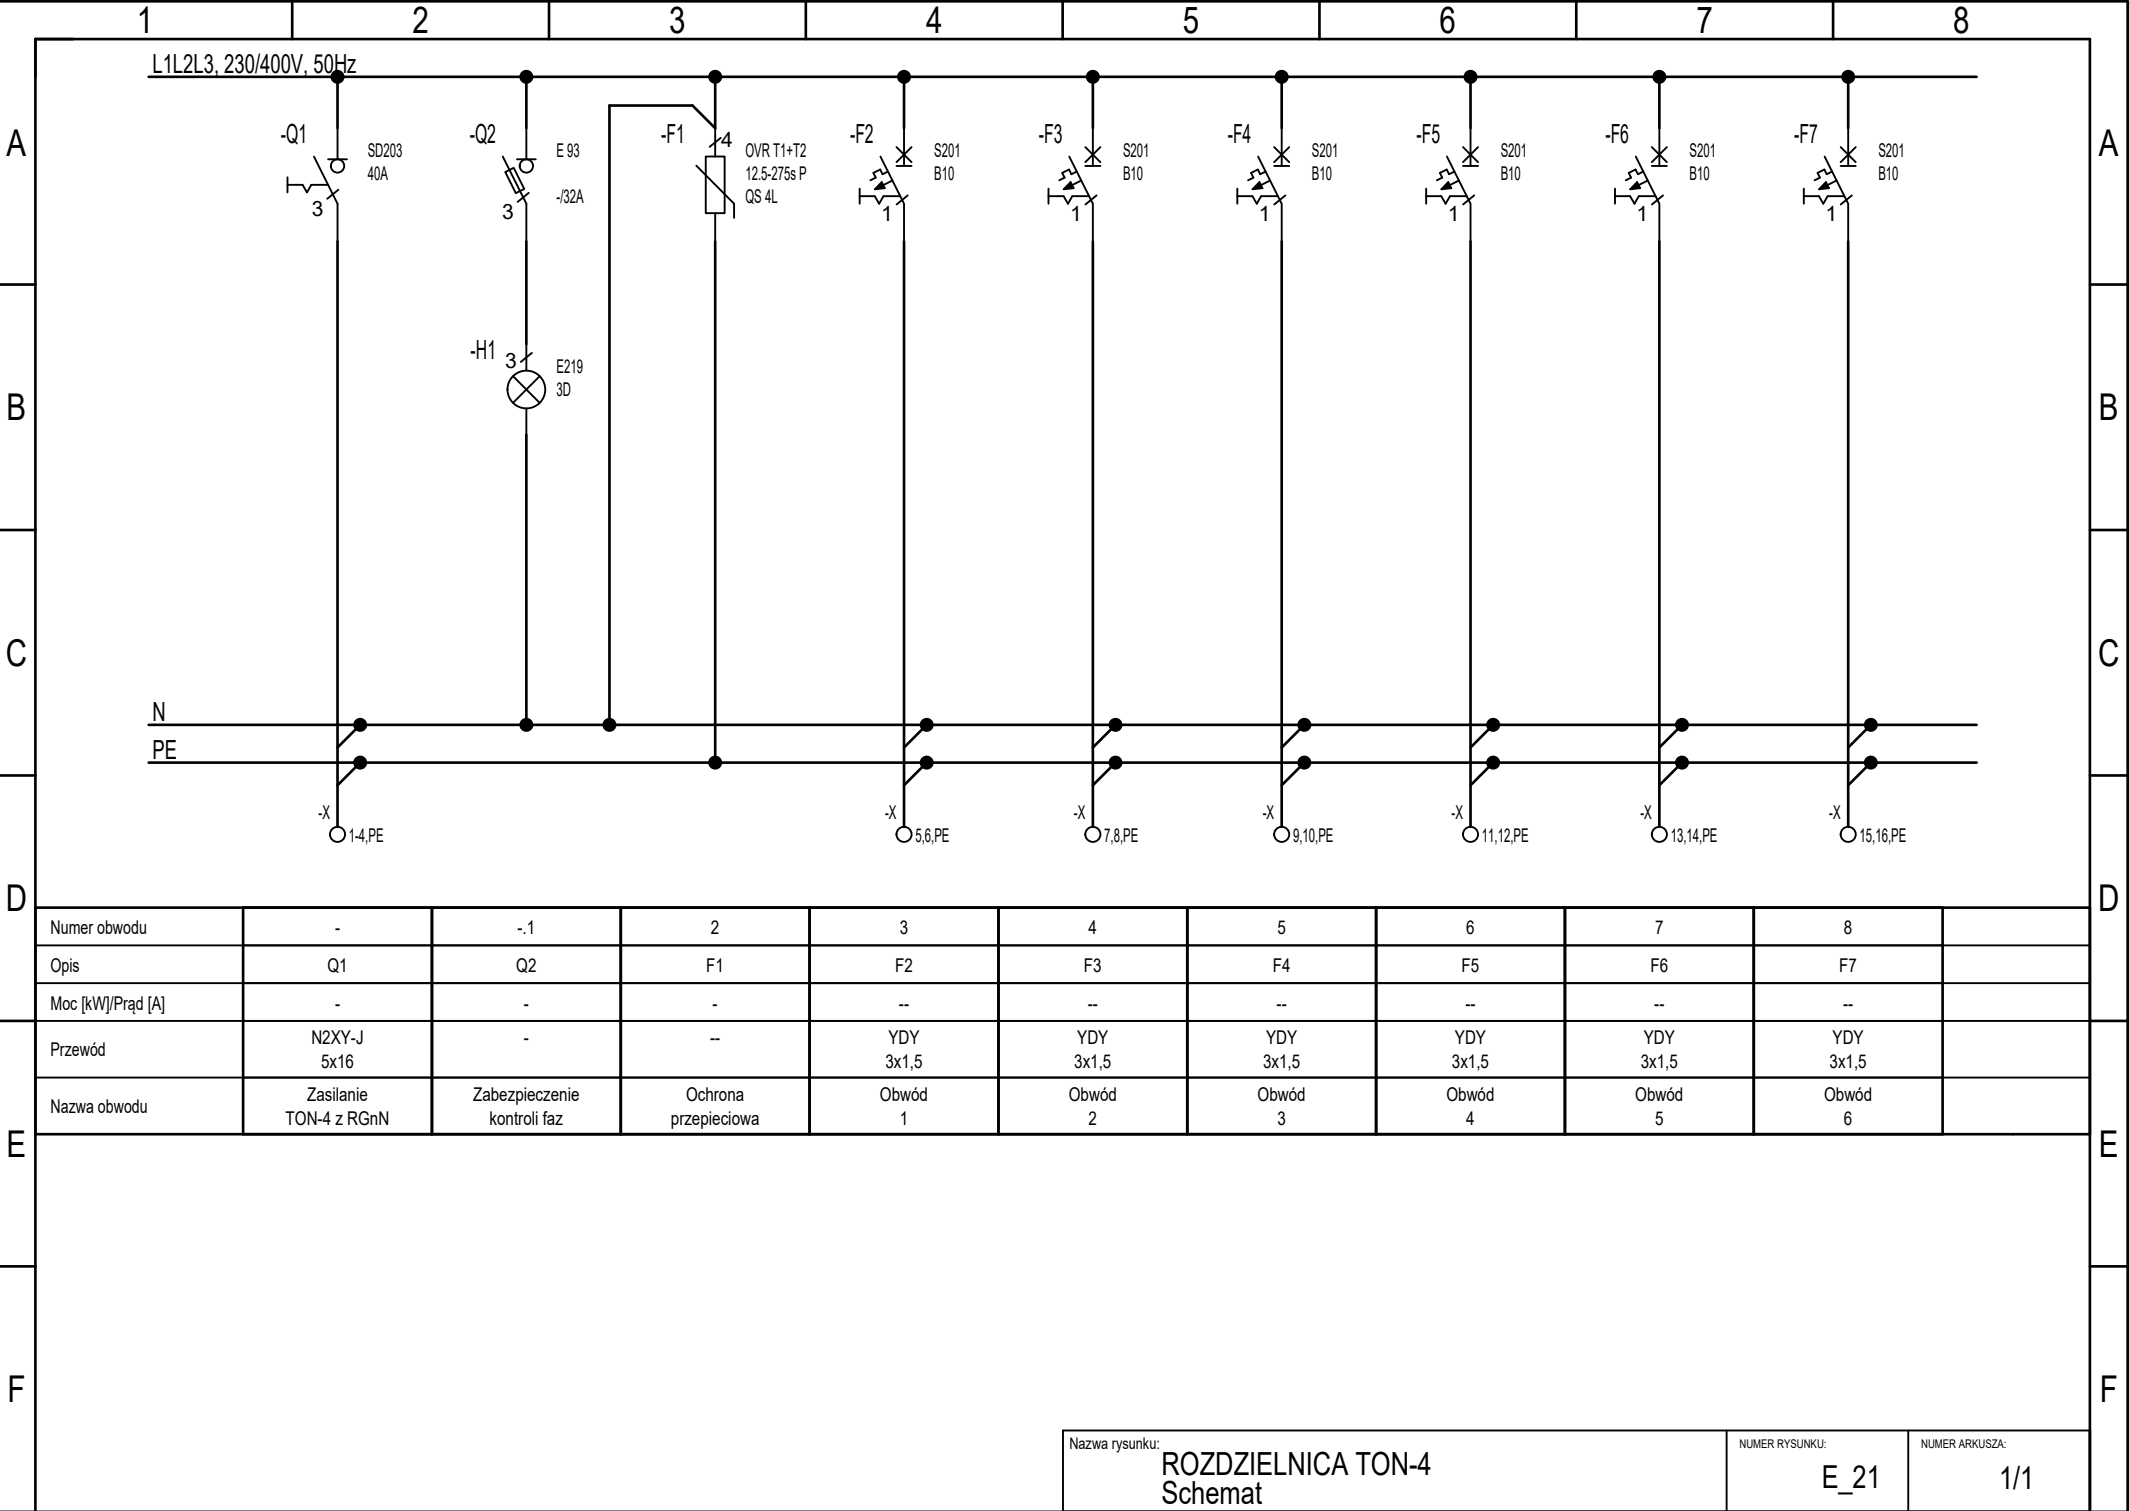 1 2 3 4 5 6 7 8
L1L2L3, 230/400V, 50Hz
A A
-Q1 SD203
40A
3
-Q2 E 93
-/32A
3
-F1 4 OVR T1+T2
12.5-275s P
QS 4L
-F2 S201
B10
1
-F3 S201
B10
1
-F4 S201
B10
1
-F5 S201
B10
1
-F6 S201
B10
1
-F7 S201
B10
1
-H1 3 E219
3D
B B
C C
N
PE
-X 1-4,PE
-X 5,6,PE
-X 7,8,PE
-X 9,10,PE
-X 11,12,PE
-X 13,14,PE
-X 15,16,PE
D D
Numer obwodu - -.1 2 3 4 5 6 7 8
Opis Q1 Q2 F1 F2 F3 F4 F5 F6 F7
Moc [kW]/Prąd [A] - - - -- -- -- -- -- --
Przewód N2XY-J - -- YDY YDY YDY YDY YDY YDY
5x16 3x1,5 3x1,5 3x1,5 3x1,5 3x1,5 3x1,5
Nazwa obwodu Zasilanie Zabezpieczenie Ochrona Obwód Obwód Obwód Obwód Obwód Obwód
TON-4 z RGnN kontroli faz przepieciowa 1 2 3 4 5 6
E E
F F
Nazwa rysunku: NUMER RYSUNKU: NUMER ARKUSZA:
ROZDZIELNICA TON-4
Schemat
E_21 1/1